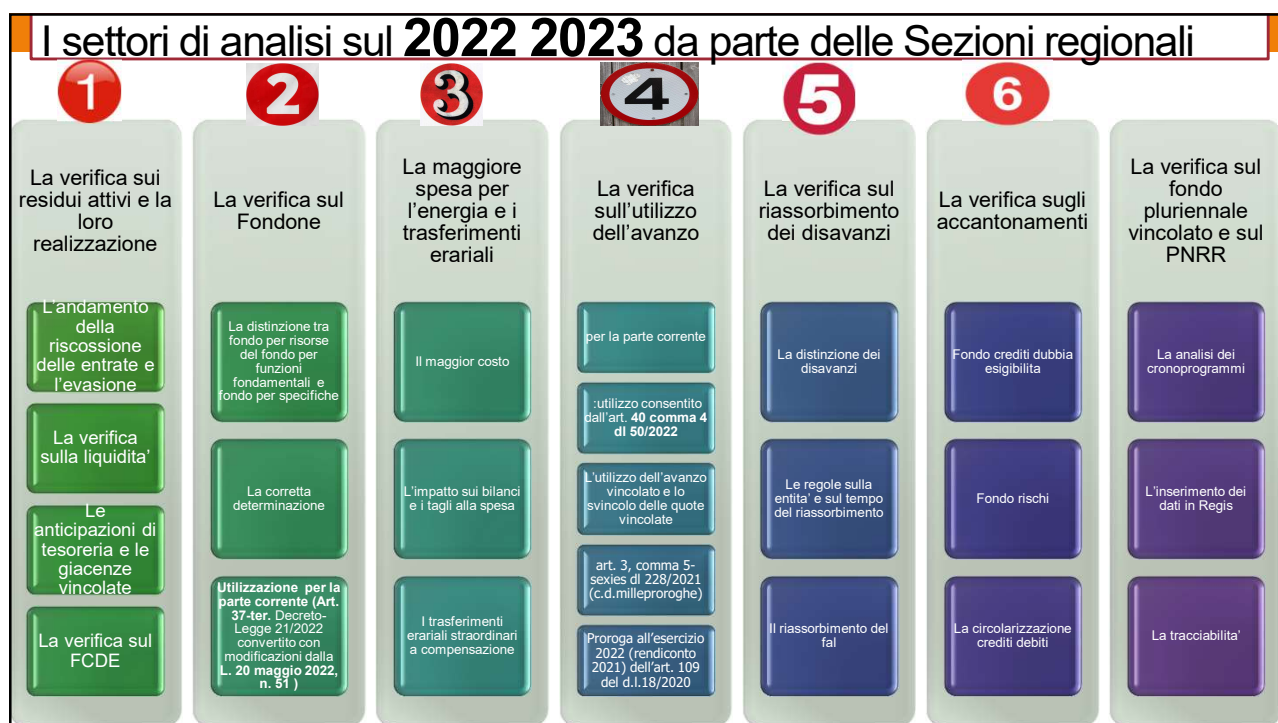 I settori di analisi sul 2022 2023 da parte delle Sezioni regionali
1
La verifica sui
residui attivi e la
loro
realizzazione
L'andamento
della
riscossione
delle entrate e
l'evasione
La verifica
sulla liquidita'
Le
anticipazioni di
tesoreria e le
giacenze
vincolate
La verifica sul
FCDE
2
La verifica sul
Fondone
La distinzione tra
fondo per risorse
del fondo per
funzioni
fondamentali e
fondo per specifiche
La corretta
determinazione
Utilizzazione per la
parte corrente (Art.
37-ter. Decreto-
Legge 21/2022
convertito con
modificazioni dalla
L. 20 maggio 2022,
n. 51 )
3
La maggiore
spesa per
l'energia e i
trasferimenti
erariali
Il maggior costo
L'impatto sui bilanci
e i tagli alla spesa
I trasferimenti
erariali straordinari
a compensazione
4
La verifica
sull'utilizzo
dell'avanzo
per la parte corrente
:utilizzo consentito
dall'art. 40 comma 4
dl 50/2022
L'utilizzo dell'avanzo
vincolato e lo
svincolo delle quote
vincolate
art. 3, comma 5-
sexies dl 228/2021
(c.d.milleproroghe)
Proroga all'esercizio
2022 (rendiconto
2021) dell'art. 109
del d.l.18/2020
5
La verifica sul
riassorbimento
dei disavanzi
La distinzione dei
disavanzi
Le regole sulla
entita' e sul tempo
del riassorbimento
Il riassorbimento del
fal
6
La verifica sugli
accantonamenti
Fondo crediti dubbia
esigibilita
Fondo rischi
La circolarizzazione
crediti debiti
La verifica sul
fondo
pluriennale
vincolato e sul
PNRR
La analisi dei
cronoprogrammi
L'inserimento dei
dati in Regis
La tracciabilita'